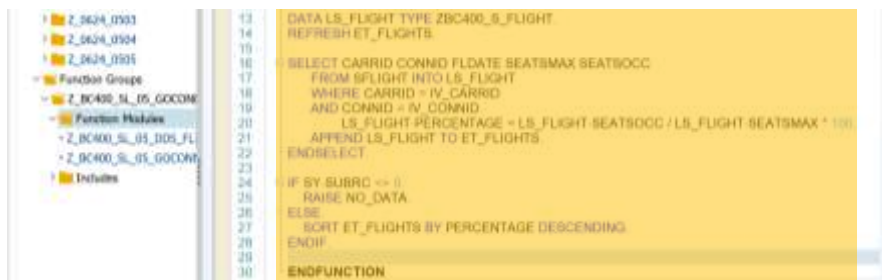 Z_0624_0503
Z_0624_0504
Z_0624_0505
Function Groups
Z_BC400_SL_05_GOCONN
Function Modules
Z_BC400_SL_05_DDS_FL
Z_BC400_SL_05_GOCONN
Includes
13 DATA LS_FLIGHT TYPE ZBC400_S_FLIGHT.
14 REFRESH ET_FLIGHTS.
15
16 SELECT CARRID CONNID FLDATE SEATSMAX SEATSOCC
17 FROM SFLIGHT INTO LS_FLIGHT
18 WHERE CARRID = IV_CARRID
19 AND CONNID = IV_CONNID.
20 LS_FLIGHT-PERCENTAGE = LS_FLIGHT-SEATSOCC / LS_FLIGHT-SEATSMAX * 100.
21 APPEND LS_FLIGHT TO ET_FLIGHTS.
22 ENDSELECT.
23
24 IF SY-SUBRC <> 0.
25 RAISE NO_DATA.
26 ELSE.
27 SORT ET_FLIGHTS BY PERCENTAGE DESCENDING.
28 ENDIF.
29
30 ENDFUNCTION.